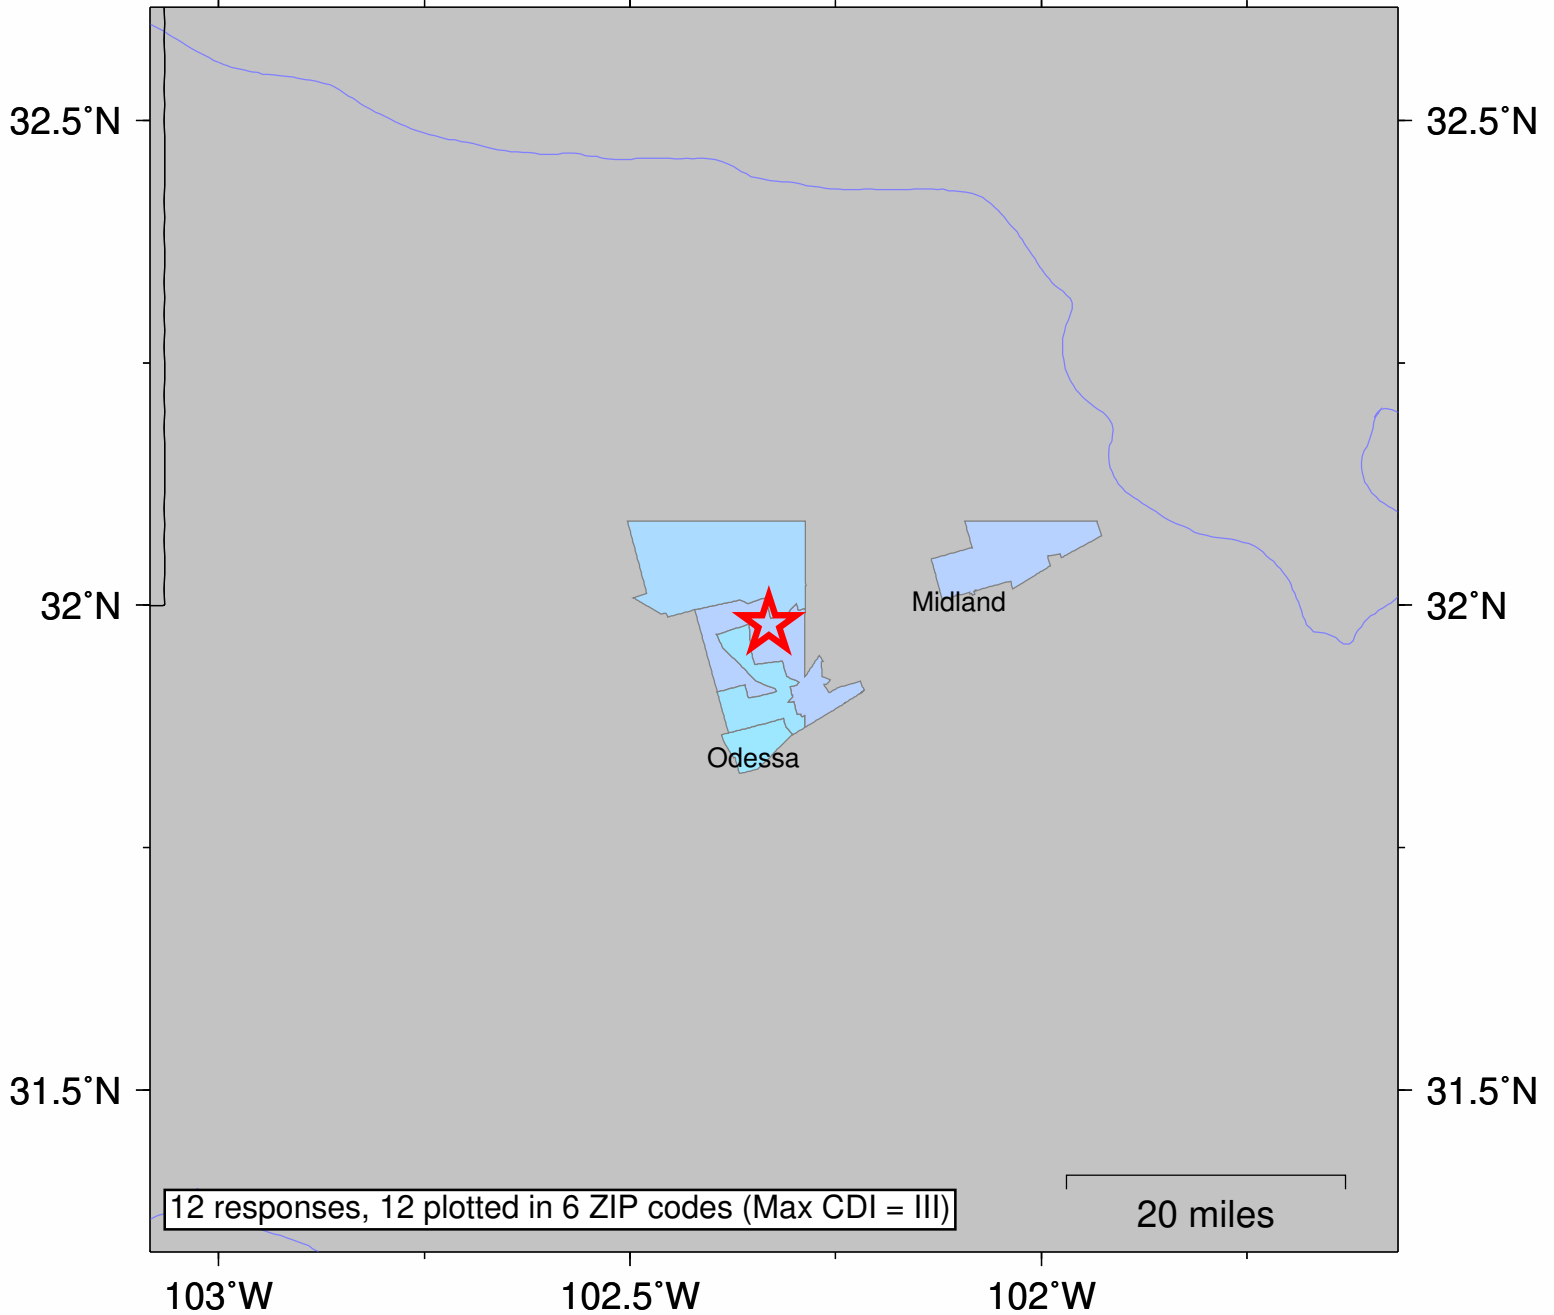 32.5˚N
32.5˚N
32˚N
32˚N
Midland
Odessa
31.5˚N
31.5˚N
12 responses, 12 plotted in 6 ZIP codes (Max CDI = III)
20 miles
103˚W
102.5˚W
102˚W